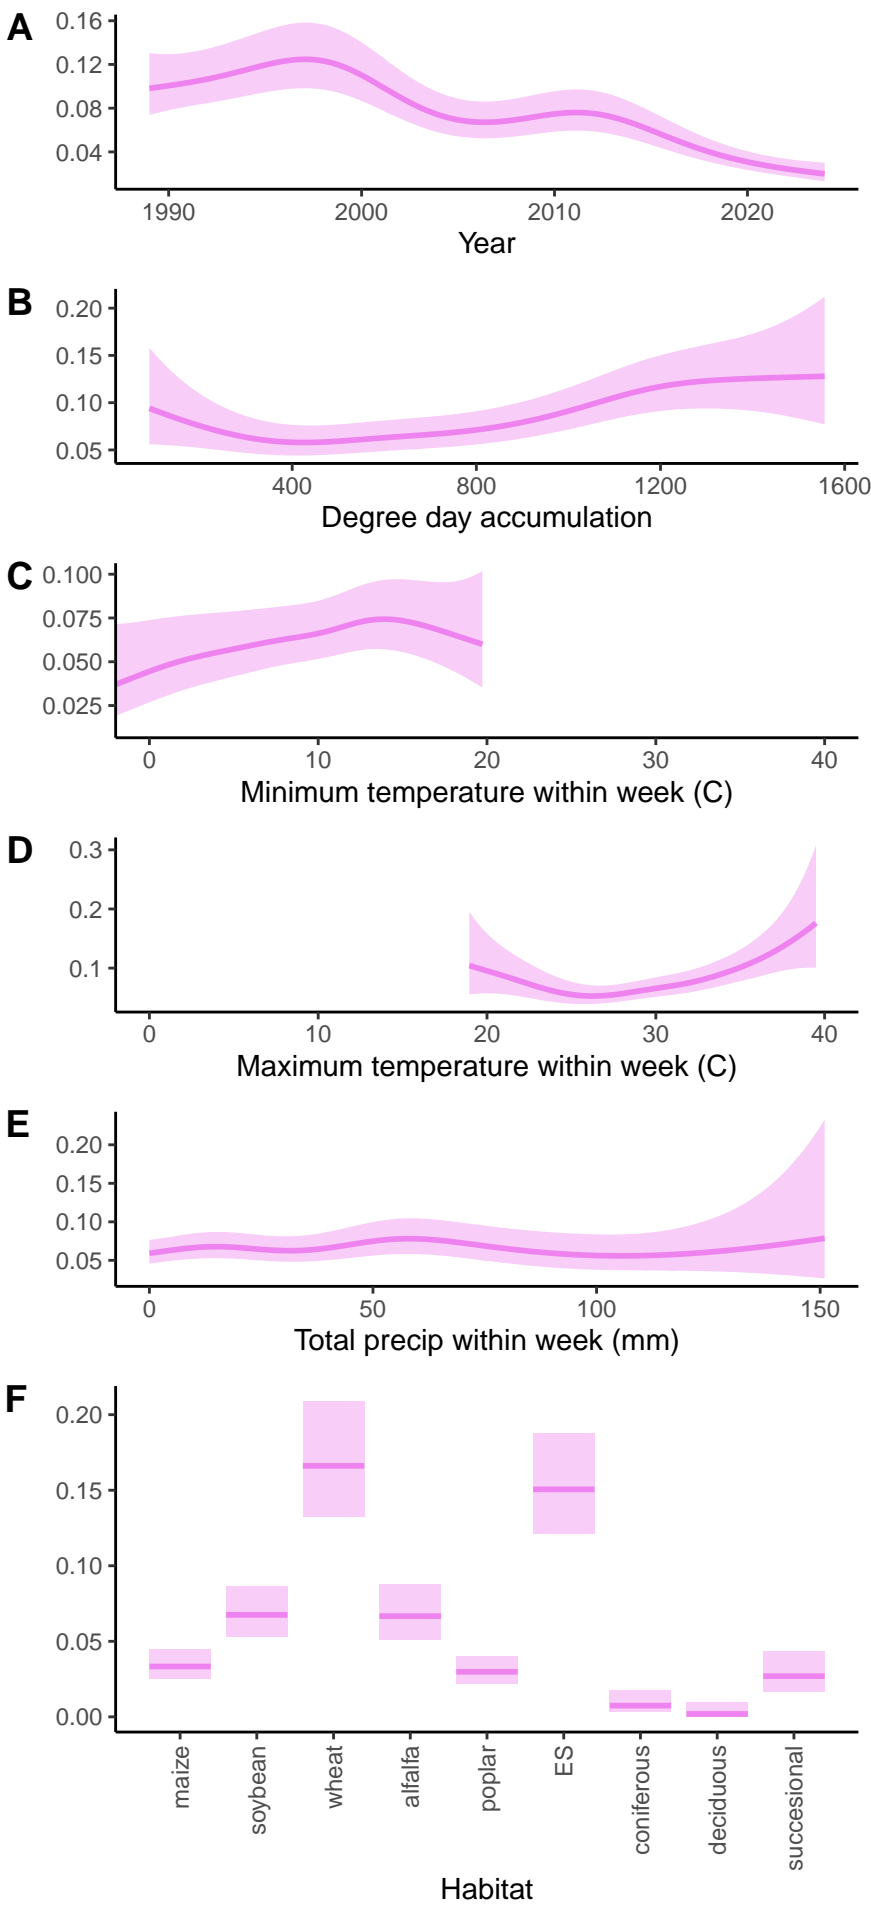 A
0.16
0.12
0.08
0.04
1990 2000 2010 2020
Year
B
0.20
0.15
0.10
0.05
400 800 1200 1600
Degree day accumulation
C
0.100
0.075
0.050
0.025
0 10 20 30 40
Minimum temperature within week (C)
D
0.3
0.2
0.1
0 10 20 30 40
Maximum temperature within week (C)
E
0.20
0.15
0.10
0.05
0 50 100 150
Total precip within week (mm)
F
0.20
0.15
0.10
0.05
0.00
maize
soybean
wheat
alfalfa
poplar
ES
coniferous
deciduous
succesional
Habitat